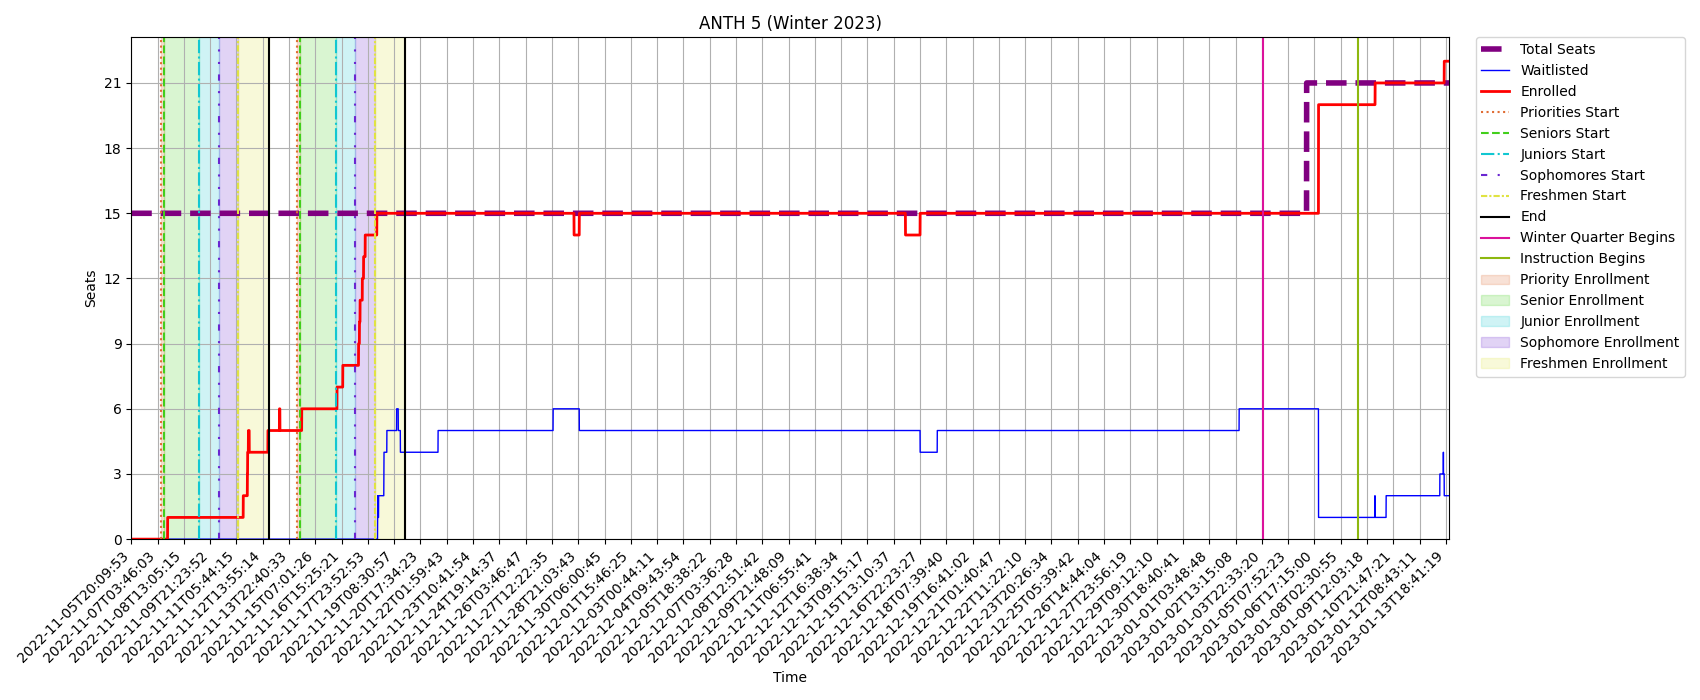 ANTH 5 (Winter 2023)
Total Seats
Waitlisted
Enrolled
Priorities Start
Seniors Start
Juniors Start
Sophomores Start
Freshmen Start
End
Winter Quarter Begins
Instruction Begins
Priority Enrollment
Senior Enrollment
Junior Enrollment
Sophomore Enrollment
Freshmen Enrollment
Seats
21
18
15
12
9
6
3
0
2022-11-05T20:09:53
2022-11-07T03:46:03
2022-11-08T13:05:15
2022-11-09T21:23:52
2022-11-11T05:44:15
2022-11-12T13:55:14
2022-11-13T22:40:33
2022-11-15T07:01:26
2022-11-16T15:25:21
2022-11-17T23:52:53
2022-11-19T08:30:57
2022-11-20T17:34:23
2022-11-22T01:59:43
2022-11-23T10:41:54
2022-11-24T19:14:37
2022-11-26T03:46:47
2022-11-27T12:22:35
2022-11-28T21:03:43
2022-11-30T06:00:45
2022-12-01T15:46:25
2022-12-03T00:44:11
2022-12-04T09:43:54
2022-12-05T18:38:22
2022-12-07T03:36:28
2022-12-08T12:51:42
2022-12-09T21:48:09
2022-12-11T06:55:41
2022-12-12T16:38:34
2022-12-13T09:15:17
2022-12-15T13:10:37
2022-12-16T22:23:27
2022-12-18T07:39:40
2022-12-19T16:41:02
2022-12-21T01:40:47
2022-12-22T11:22:10
2022-12-23T20:26:34
2022-12-25T05:39:42
2022-12-26T14:44:04
2022-12-27T23:56:19
2022-12-29T09:12:10
2022-12-30T18:40:41
2023-01-01T03:48:48
2023-01-02T13:15:08
2023-01-03T22:33:20
2023-01-05T07:52:23
2023-01-06T17:15:00
2023-01-08T02:30:55
2023-01-09T12:03:18
2023-01-10T21:47:21
2023-01-12T08:43:11
2023-01-13T18:41:19
Time